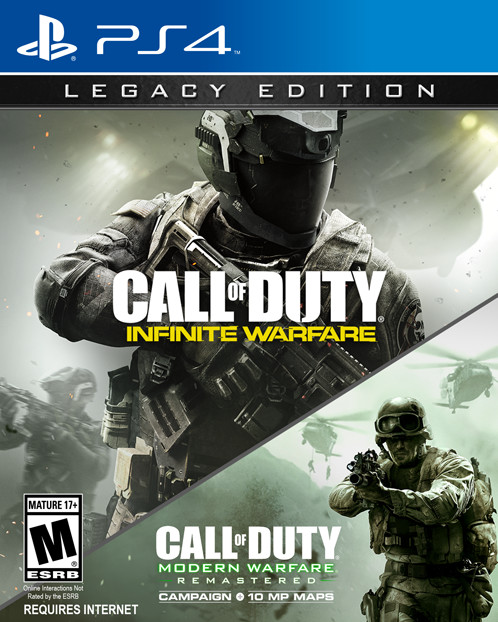 PS4™
LEGACY EDITION
CALL OF DUTY®
INFINITE WARFARE
CALL OF DUTY®
MODERN WARFARE
REMASTERED
CAMPAIGN + 10 MP MAPS
MATURE 17+
M
®
ESRB
Online Interactions Not
Rated by the ESRB
REQUIRES INTERNET